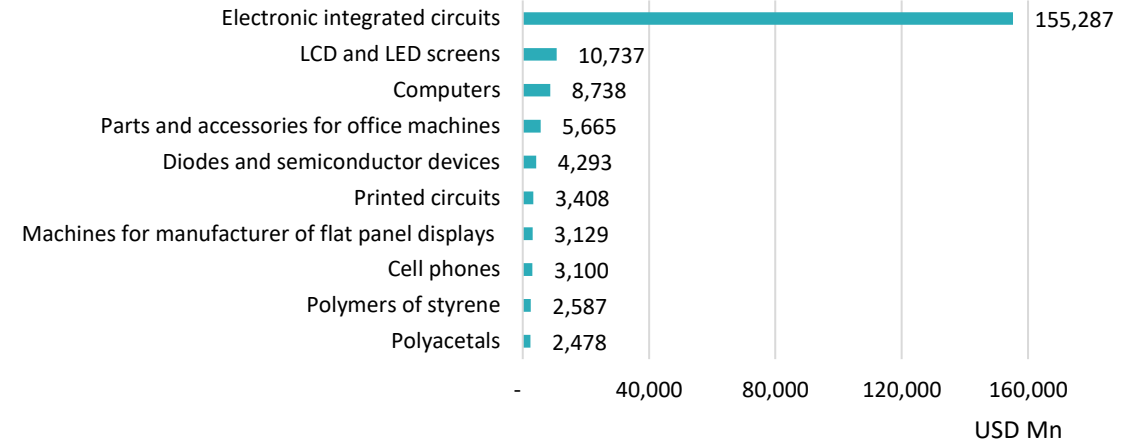 Electronic integrated circuits 155,287
LCD and LED screens 10,737
Computers 8,738
Parts and accessories for office machines 5,665
Diodes and semiconductor devices 4,293
Printed circuits 3,408
Machines for manufacturer of flat panel displays 3,129
Cell phones 3,100
Polymers of styrene 2,587
Polyacetals 2,478
- 40,000 80,000 120,000 160,000
USD Mn